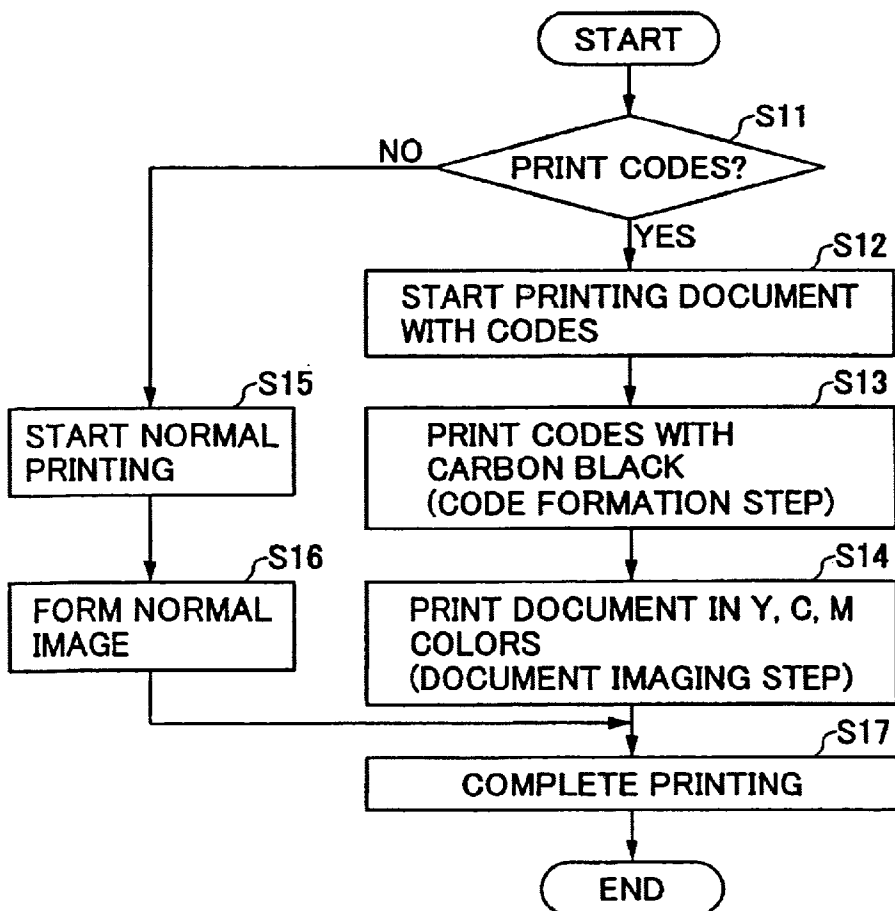 START
S11
NO
PRINT CODES?
YES
S12
START PRINTING DOCUMENT
WITH CODES
S15
START NORMAL
PRINTING
S13
PRINT CODES WITH
CARBON BLACK
(CODE FORMATION STEP)
S16
FORM NORMAL
IMAGE
S14
PRINT DOCUMENT IN Y, C, M
COLORS
(DOCUMENT IMAGING STEP)
S17
COMPLETE PRINTING
END